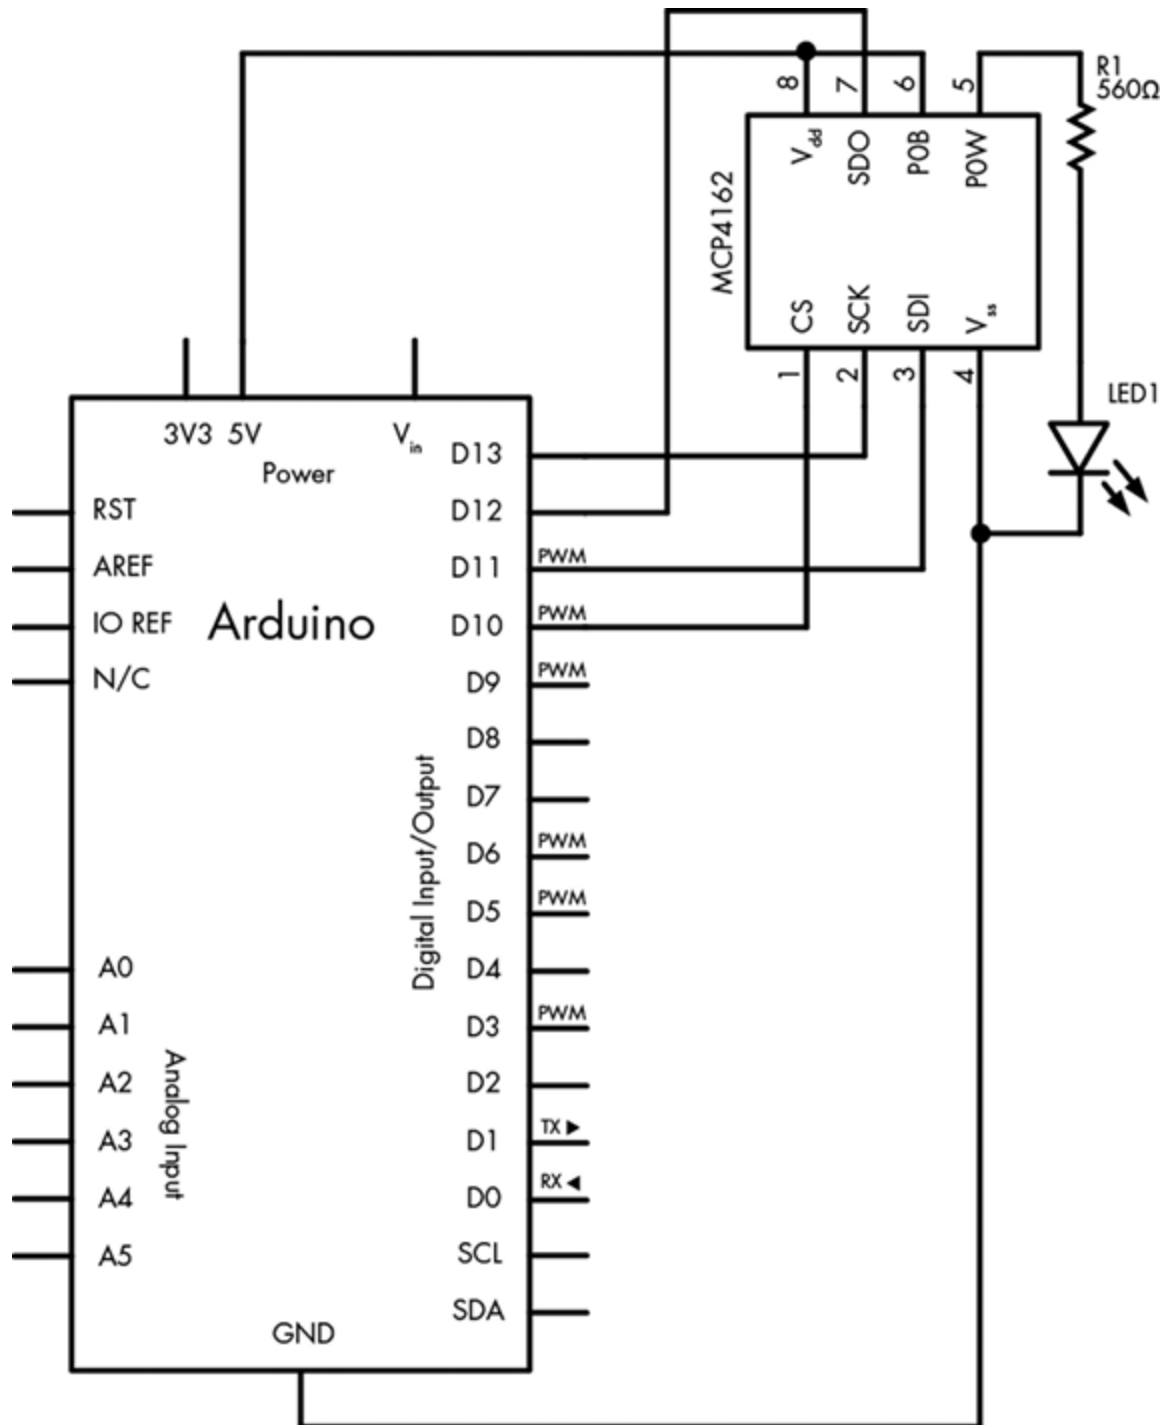 R1
560Ω
8
7
6
5
Vdd
SDO
P0B
P0W
MCP4162
CS
SCK
SDI
Vss
1
2
3
4
LED1
3V3
5V
Vin
Power
D13
RST
D12
AREF
D11
PWM
IO REF
Arduino
D10
PWM
N/C
D9
PWM
D8
Digital Input/Output
D7
D6
PWM
D5
PWM
A0
D4
A1
D3
PWM
Analog Input
A2
D2
A3
D1
TX
A4
D0
RX
A5
SCL
SDA
GND